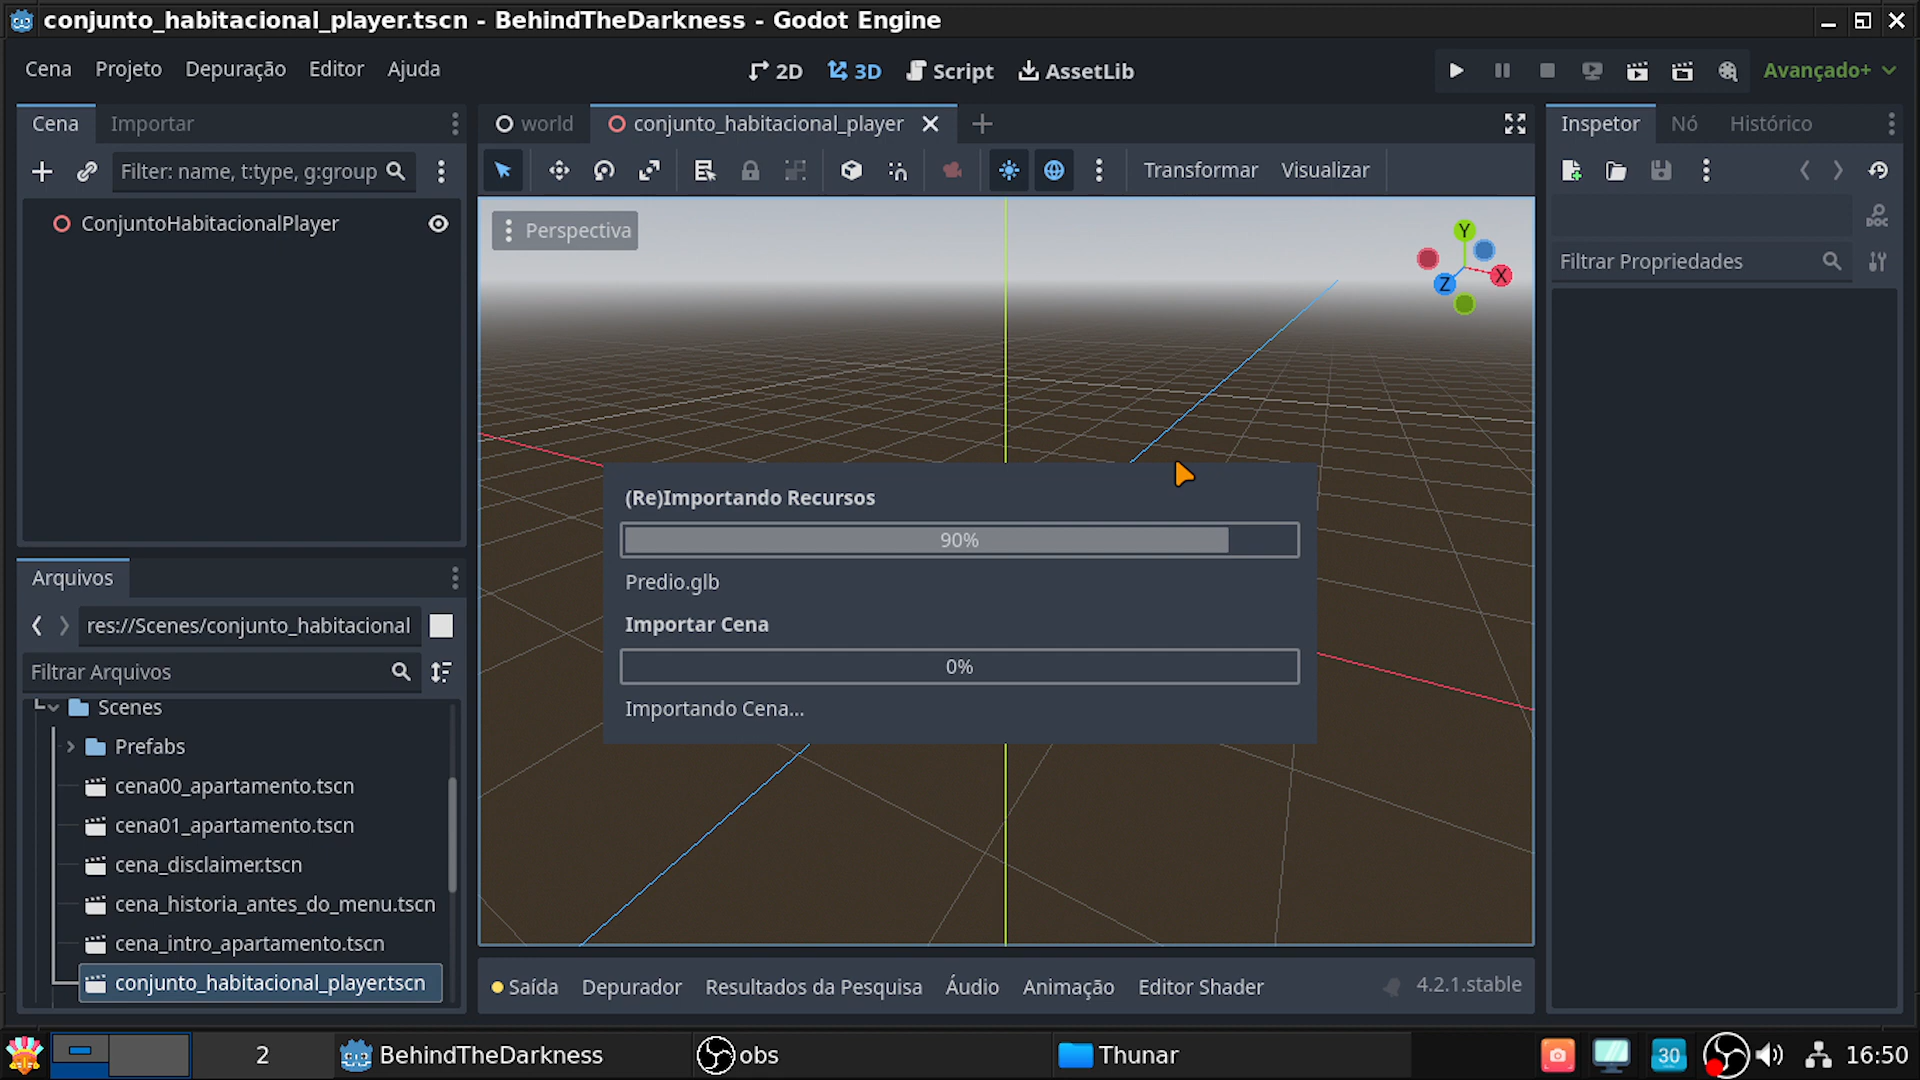 conjunto_habitacional_player.tscn - BehindTheDarkness - Godot Engine
Cena Projeto Depuração Editor Ajuda
2D 3D Script AssetLib
Avançado+
Cena Importar
world conjunto_habitacional_player
Inspetor Nó Histórico
Filter: name, t:type, g:group
Transformar Visualizar
ConjuntoHabitacionalPlayer
Perspectiva
Y
X
Z
DOC
Filtrar Propriedades
(Re)Importando Recursos
90%
Predio.glb
Importar Cena
0%
Importando Cena...
Arquivos
res://Scenes/conjunto_habitacional
Filtrar Arquivos
Scenes
Prefabs
cena00_apartamento.tscn
cena01_apartamento.tscn
cena_disclaimer.tscn
cena_historia_antes_do_menu.tscn
cena_intro_apartamento.tscn
conjunto_habitacional_player.tscn
Saída Depurador Resultados da Pesquisa Áudio Animação Editor Shader
4.2.1.stable
2 BehindTheDarkness obs Thunar
30
16:50